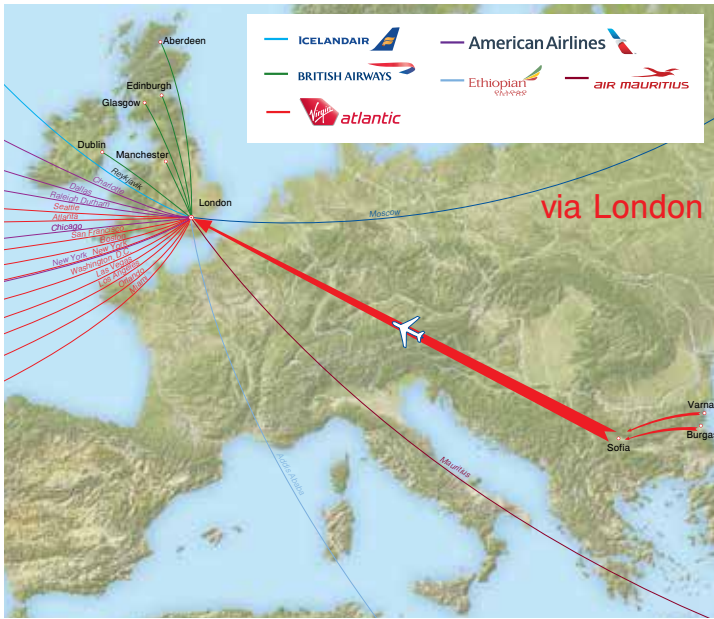 ICELANDAIR
BRITISH AIRWAYS
Virgin atlantic
American Airlines
Ethiopian
AIR MAURITIUS
via London
Aberdeen
Edinburgh
Glasgow
Dublin
Manchester
London
Reykjavik
Charlotte
Dallas
Raleigh Durham
Seattle
Atlanta
Chicago
San Francisco
Boston
New York
New York
Washington, D.C.
Las Vegas
Los Angeles
Orlando
Miami
Moscow
Mauritius
Addis Ababa
Sofia
Varna
Burga